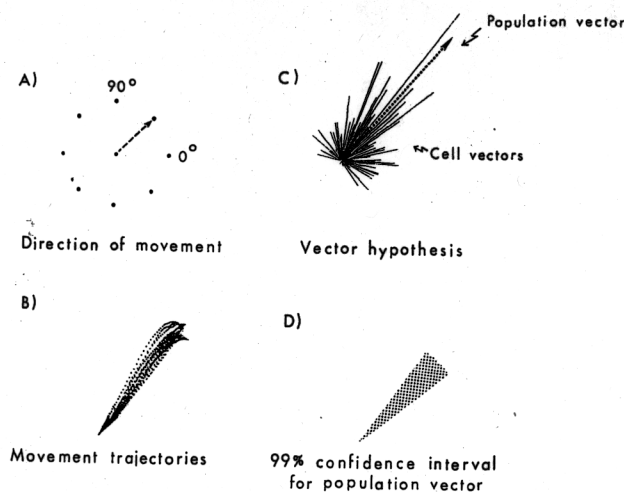 A)
90°
0°
Direction of movement
C)
Population vector
Cell vectors
Vector hypothesis
B)
Movement trajectories
D)
99% confidence interval
for population vector